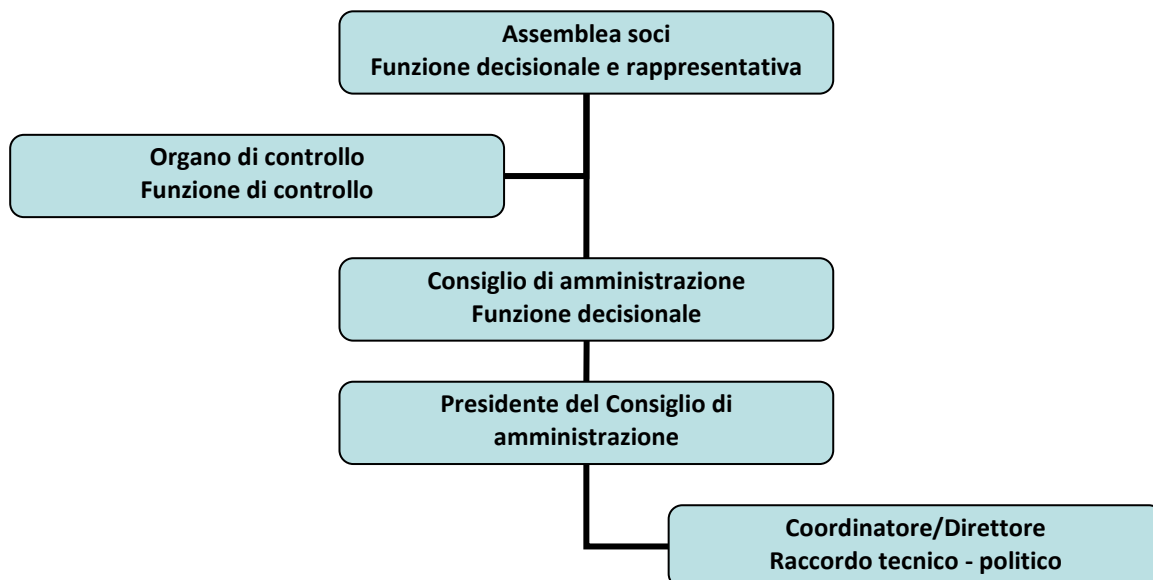 Assemblea soci
Funzione decisionale e rappresentativa
Organo di controllo
Funzione di controllo
Consiglio di amministrazione
Funzione decisionale
Presidente del Consiglio di
amministrazione
Coordinatore/Direttore
Raccordo tecnico - politico